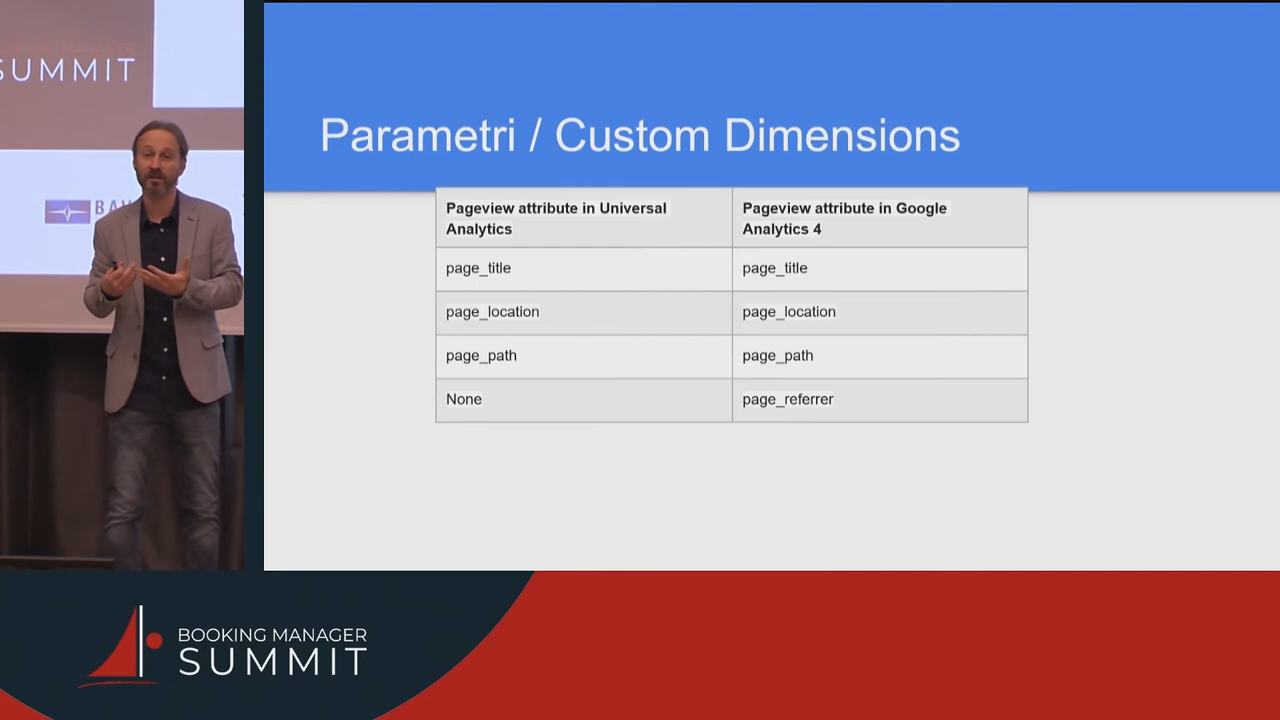 SUMMIT
BAV
Parametri / Custom Dimensions
Pageview attribute in Universal
Analytics
Pageview attribute in Google
Analytics 4
page_title
page_title
page_location
page_location
page_path
page_path
None
page_referrer
BOOKING MANAGER
SUMMIT